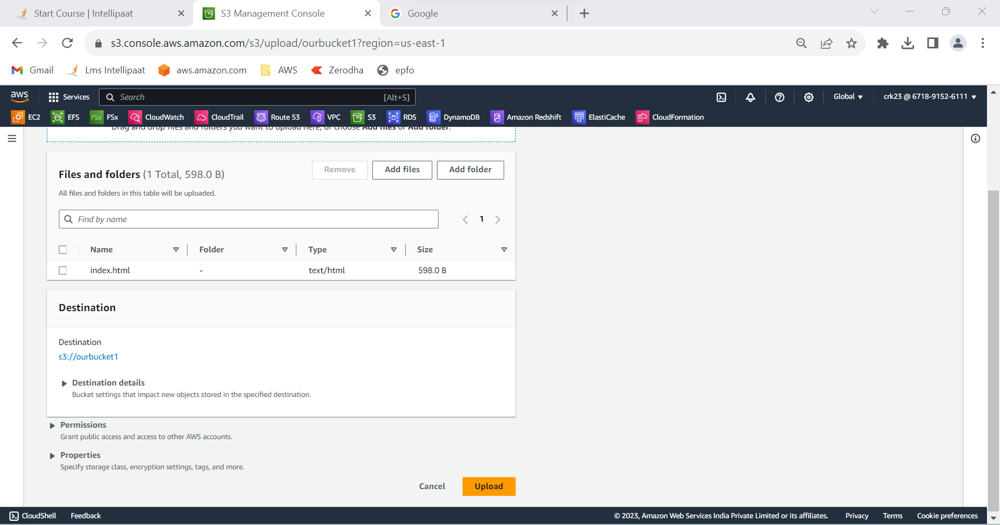 Start Course | Intellipaat
S3 Management Console
Google
s3.console.aws.amazon.com/s3/upload/ourbucket1?region=us-east-1
Gmail
Lms Intellipaat
aws.amazon.com
AWS
Zerodha
epfo
aws
Services
Search
[Alt+S]
Global
crk23 @ 6718-9152-6111
EC2
EFS
FSx FSx
CloudWatch
CloudTrail
Route 53
VPC
S3
RDS
DynamoDB
Amazon Redshift
ElastiCache
CloudFormation
Drag and drop files and folders you want to upload here, or choose Add files or Add folder.
Files and folders (1 Total, 598.0 B)
Remove
Add files
Add folder
All files and folders in this table will be uploaded.
Find by name
1
Name
Folder
Type
Size
index.html
-
text/html
598.0 B
Destination
Destination
s3://ourbucket1
Destination details
Bucket settings that impact new objects stored in the specified destination.
Permissions
Grant public access and access to other AWS accounts.
Properties
Specify storage class, encryption settings, tags, and more.
Cancel
Upload
CloudShell
Feedback
© 2023, Amazon Web Services India Private Limited or its affiliates.
Privacy
Terms
Cookie preferences